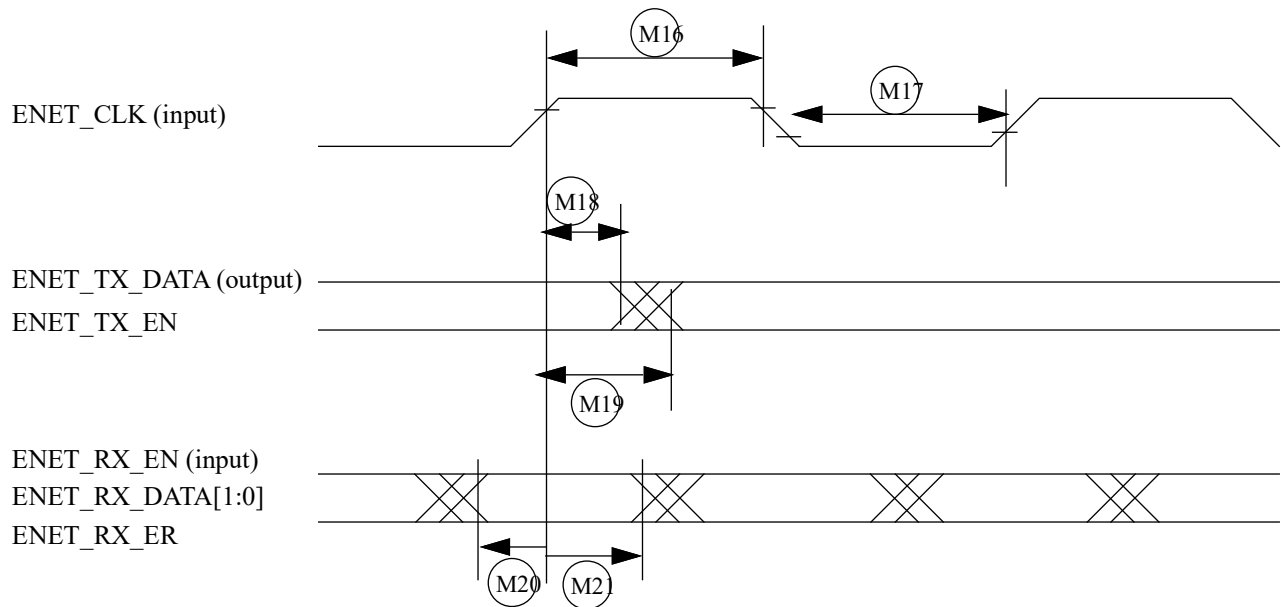 M16
M17
ENET_CLK (input)
M18
ENET_TX_DATA (output)
ENET_TX_EN
M19
ENET_RX_EN (input)
ENET_RX_DATA[1:0]
ENET_RX_ER
M20
M21